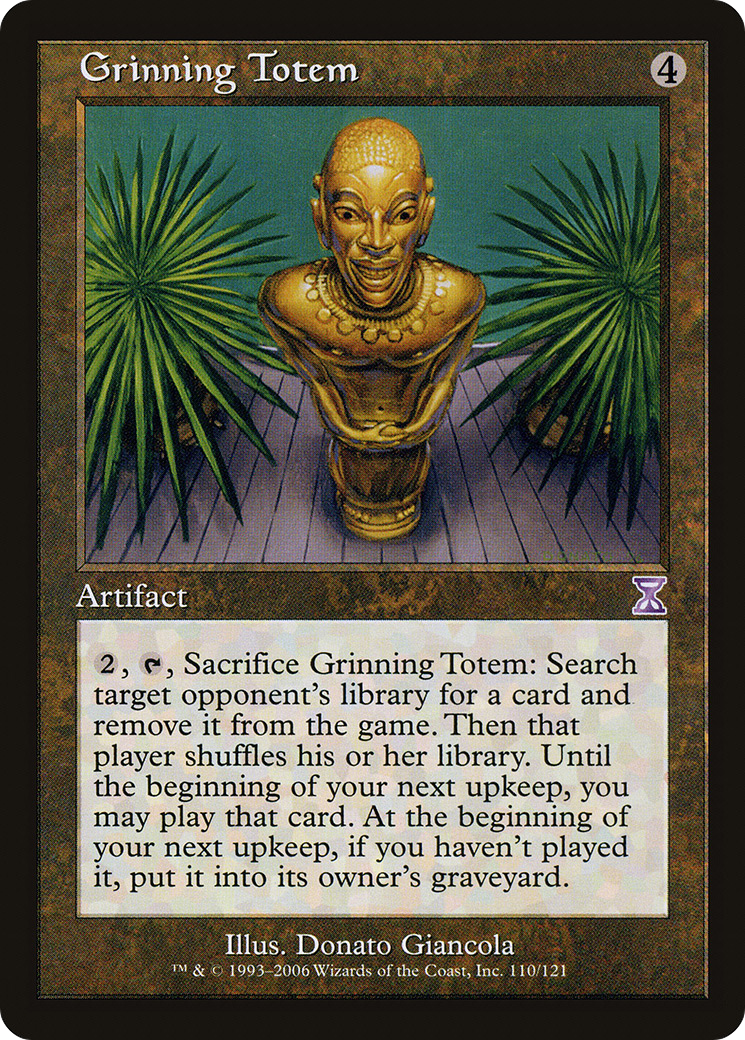 Grinning Totem 4
Artifact
2, T, Sacrifice Grinning Totem: Search
target opponent's library for a card and
remove it from the game. Then that
player shuffles his or her library. Until
the beginning of your next upkeep, you
may play that card. At the beginning of
your next upkeep, if you haven't played
it, put it into its owner's graveyard.
Illus. Donato Giancola
™ & © 1993–2006 Wizards of the Coast, Inc. 110/121